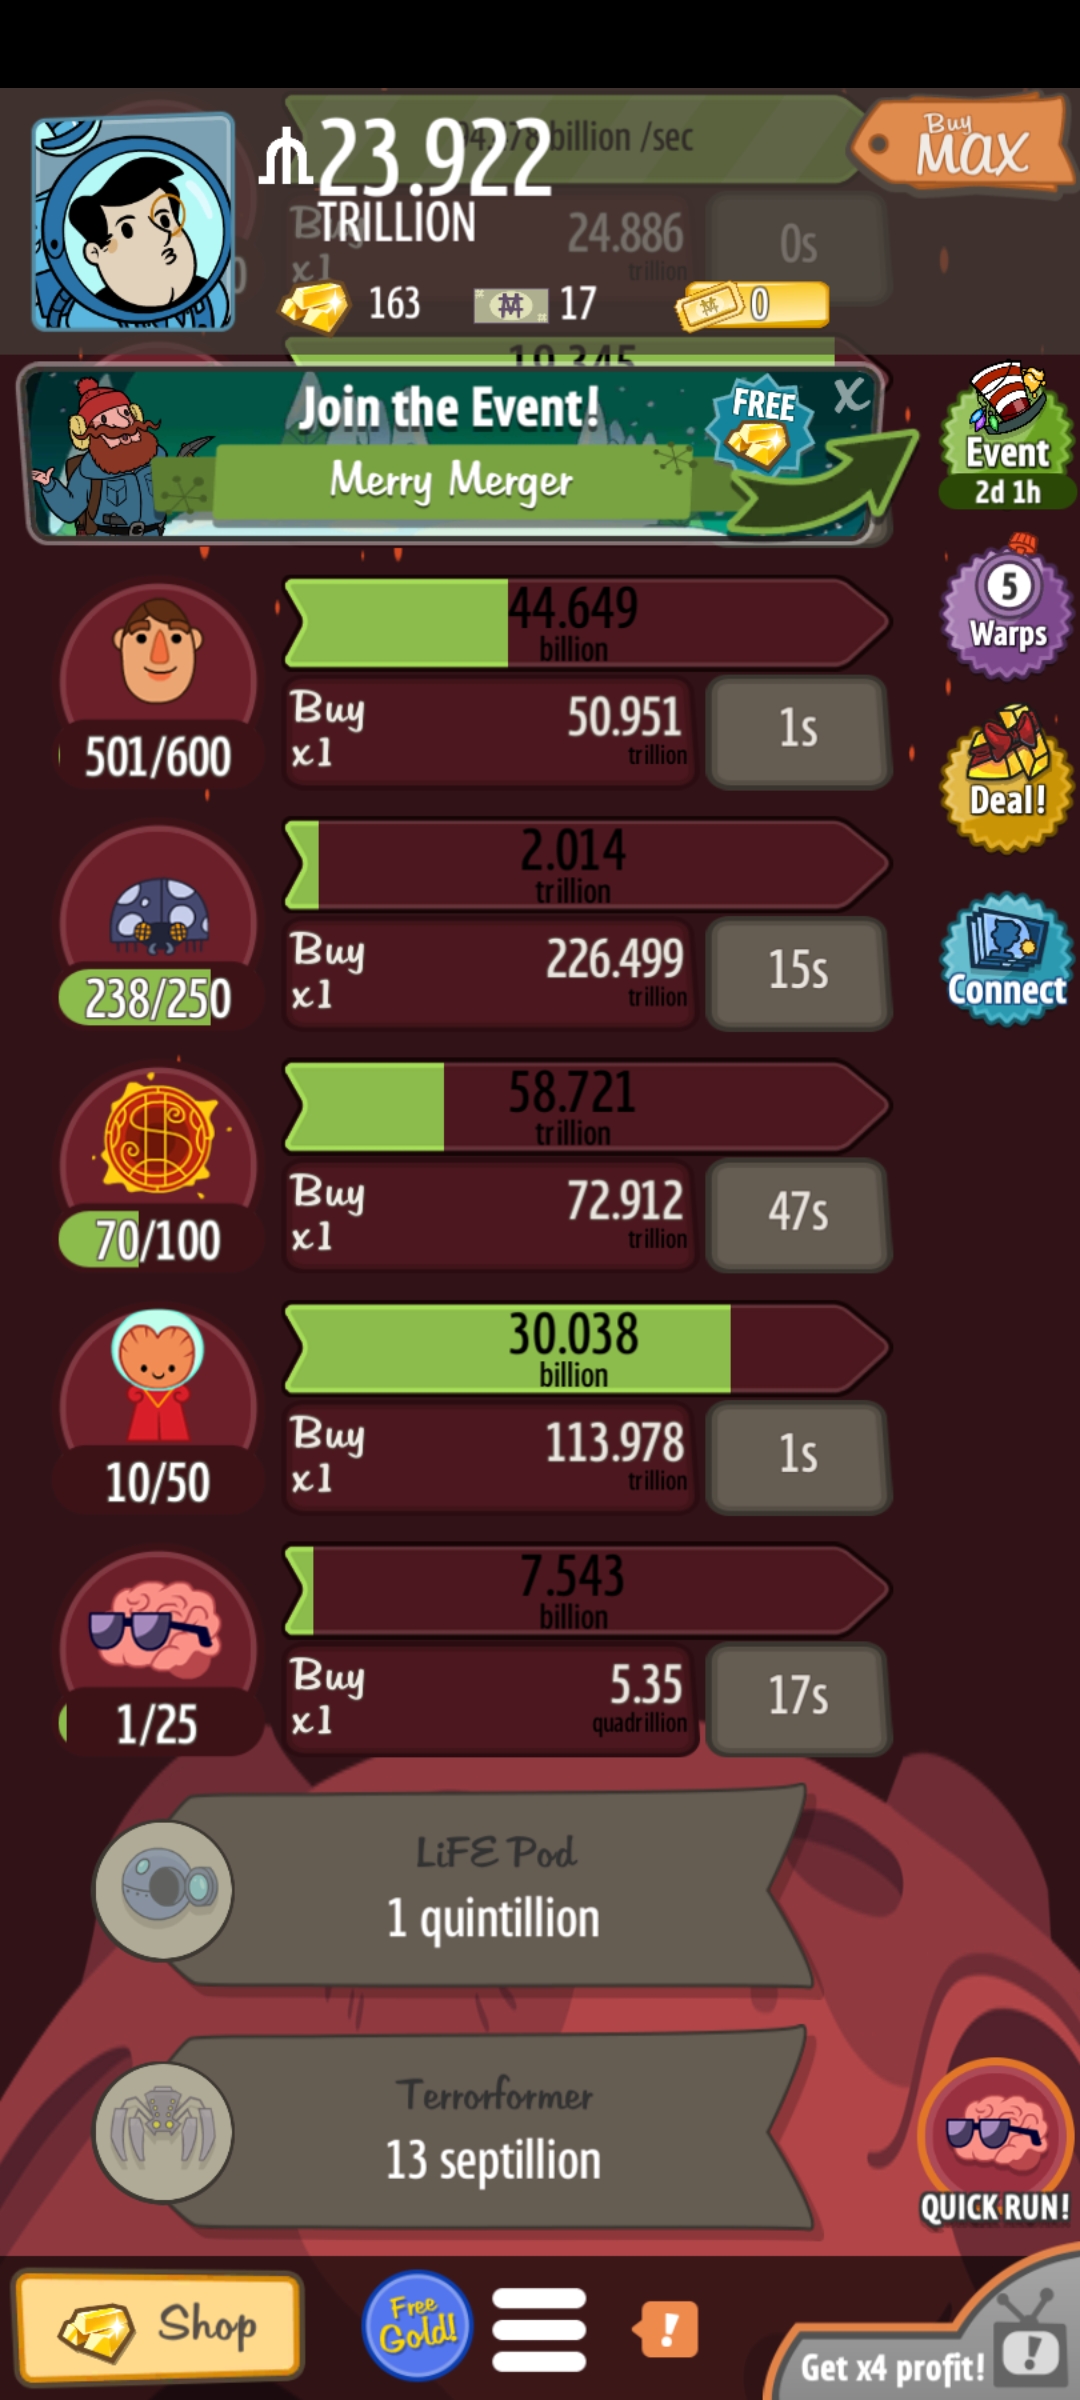 billion /sec
Buy
MAX
23.922
TRILLION
Buy
x1
24.886
trillion
0s
163
17
0
19.345
Join the Event!
FREE
X
Merry Merger
Event
2d 1h
44.649
billion
Buy
x1
50.951
trillion
1s
501/600
5
Warps
2.014
trillion
Buy
x1
226.499
trillion
15s
238/250
Deal!
Connect
58.721
trillion
Buy
x1
72.912
trillion
47s
70/100
30.038
billion
Buy
x1
113.978
trillion
1s
10/50
7.543
billion
Buy
x1
5.35
quadrillion
17s
1/25
LiFE Pod
1 quintillion
Terrorformer
13 septillion
QUICK RUN!
Shop
Free
Gold!
!
Get x4 profit!
!